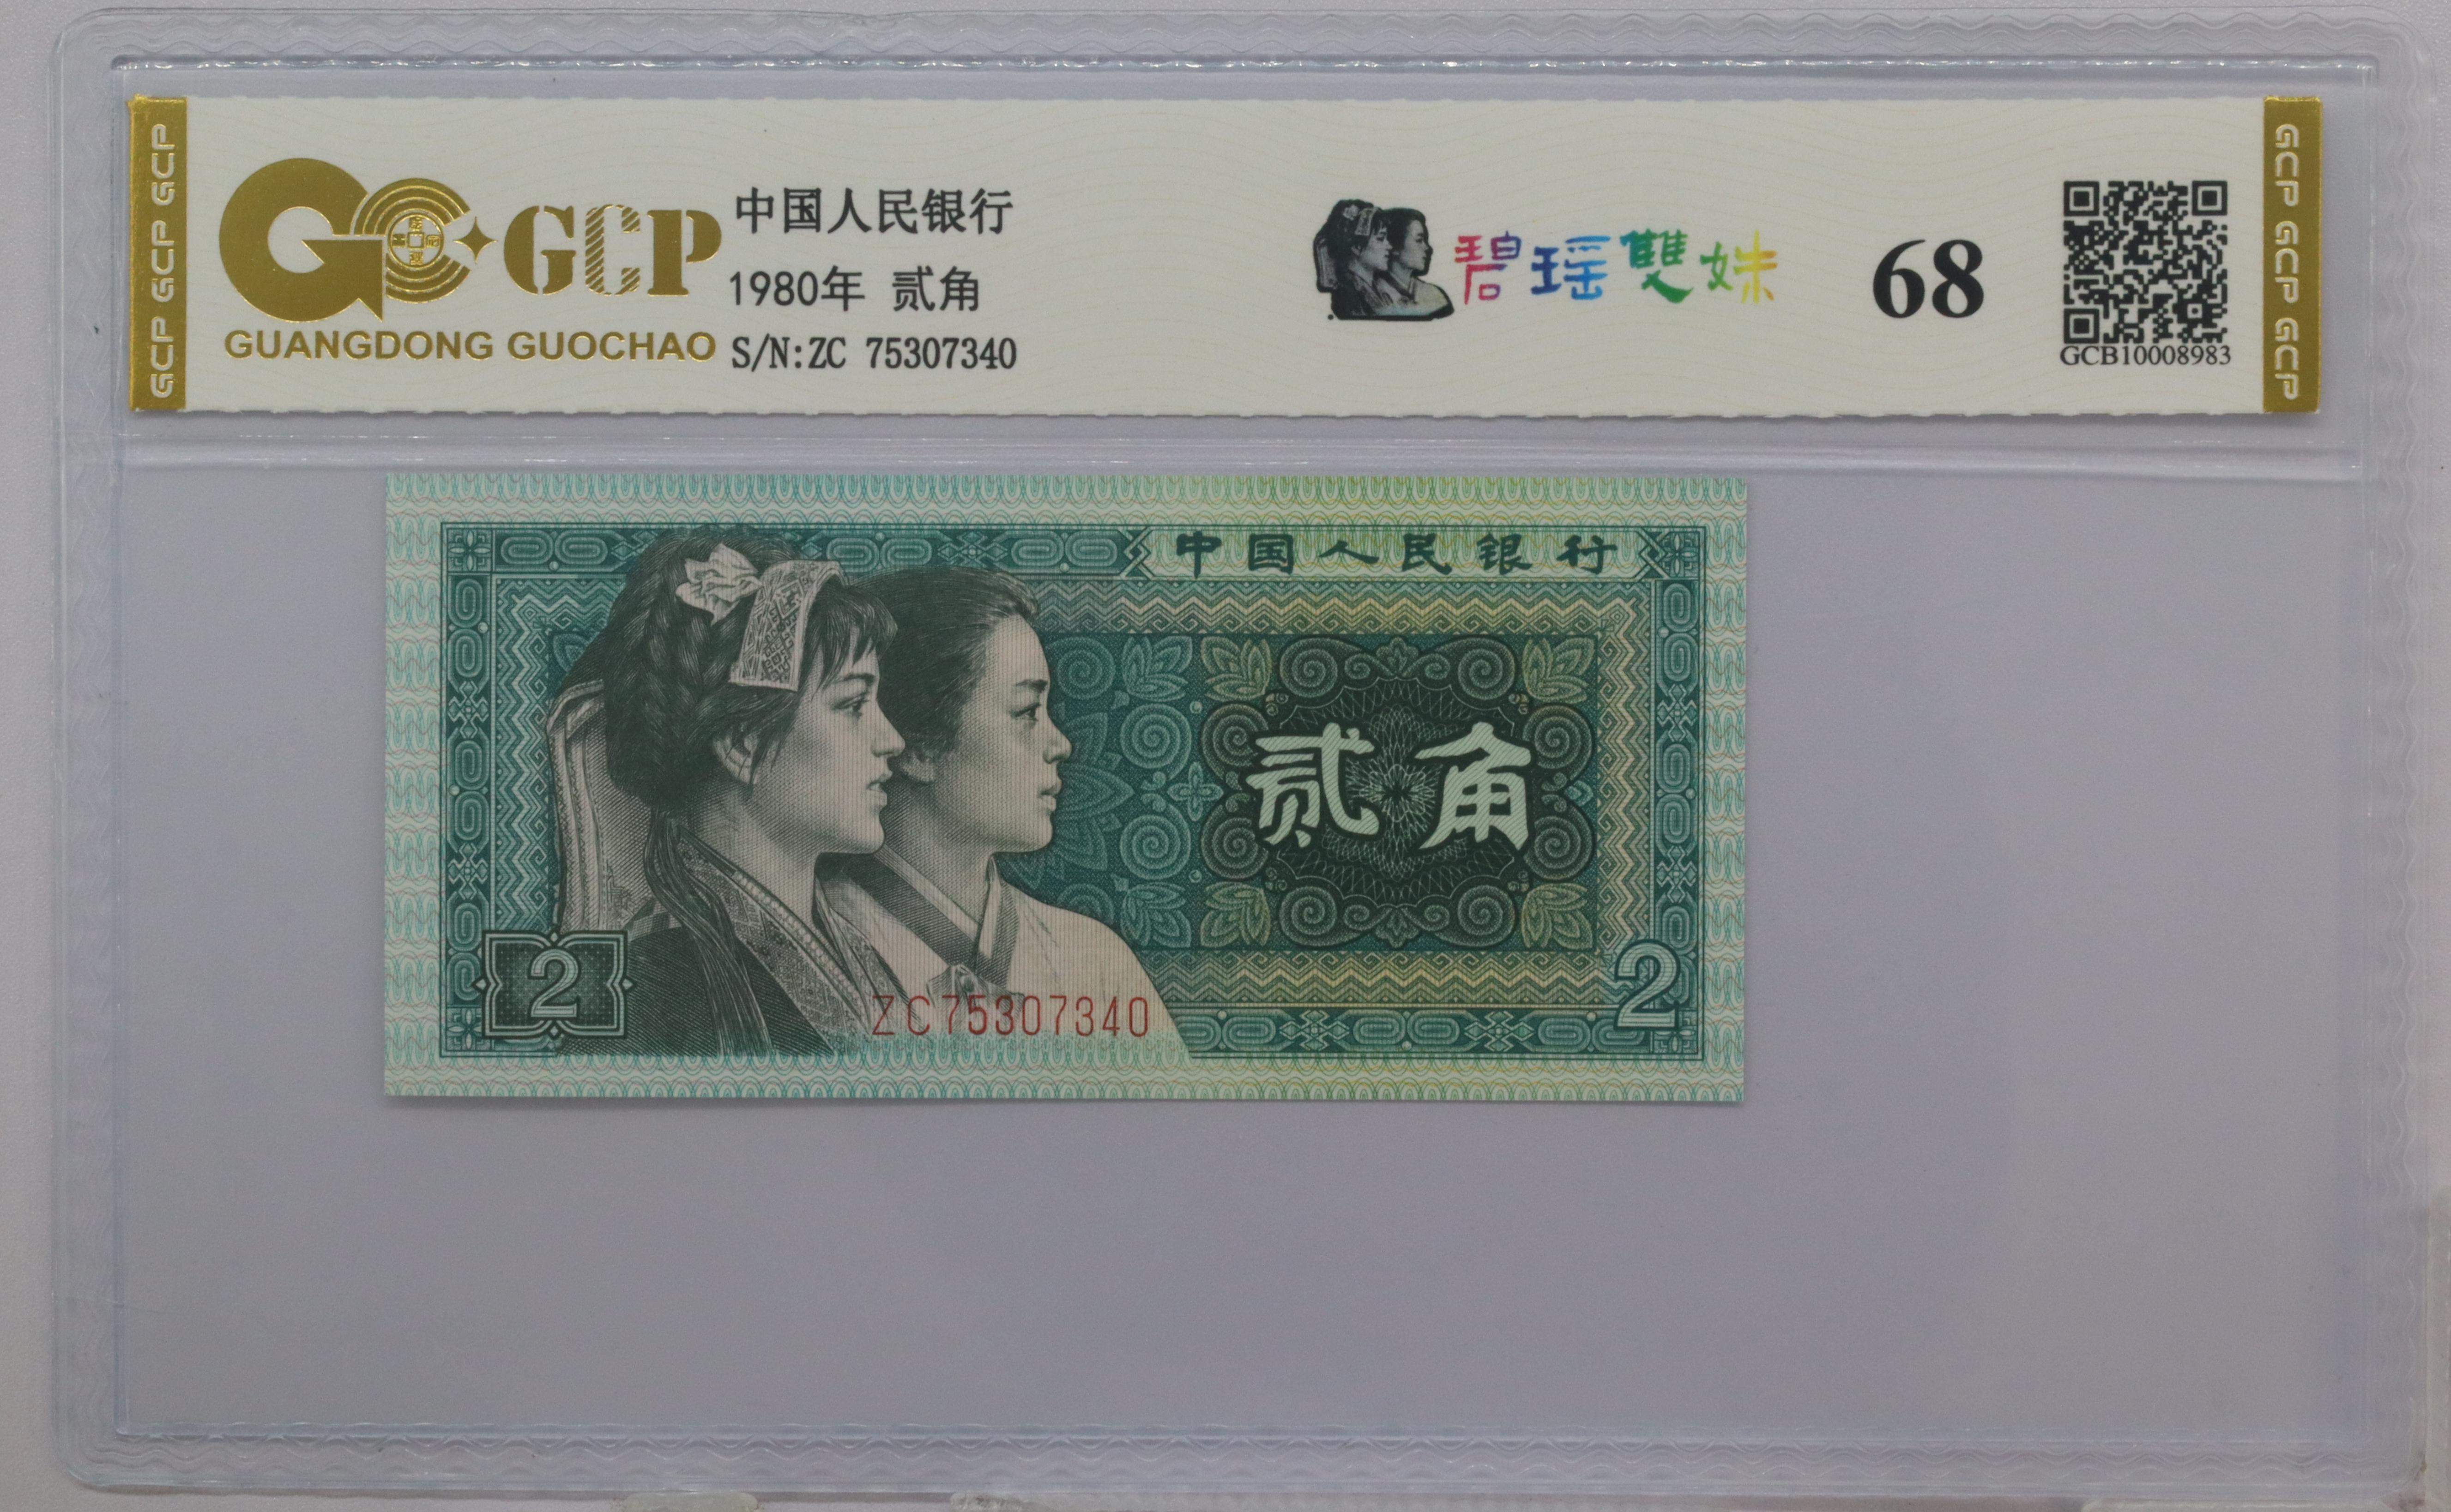 GCP GCP GCP
GCP
GUANGDONG GUOCHAO
中国人民银行
1980年 贰角
S/N:ZC 75307340
碧瑶雙妹
68
GCB10008983
GCP GCP GCP
中国人民银行
贰角
2
ZC75307340
2